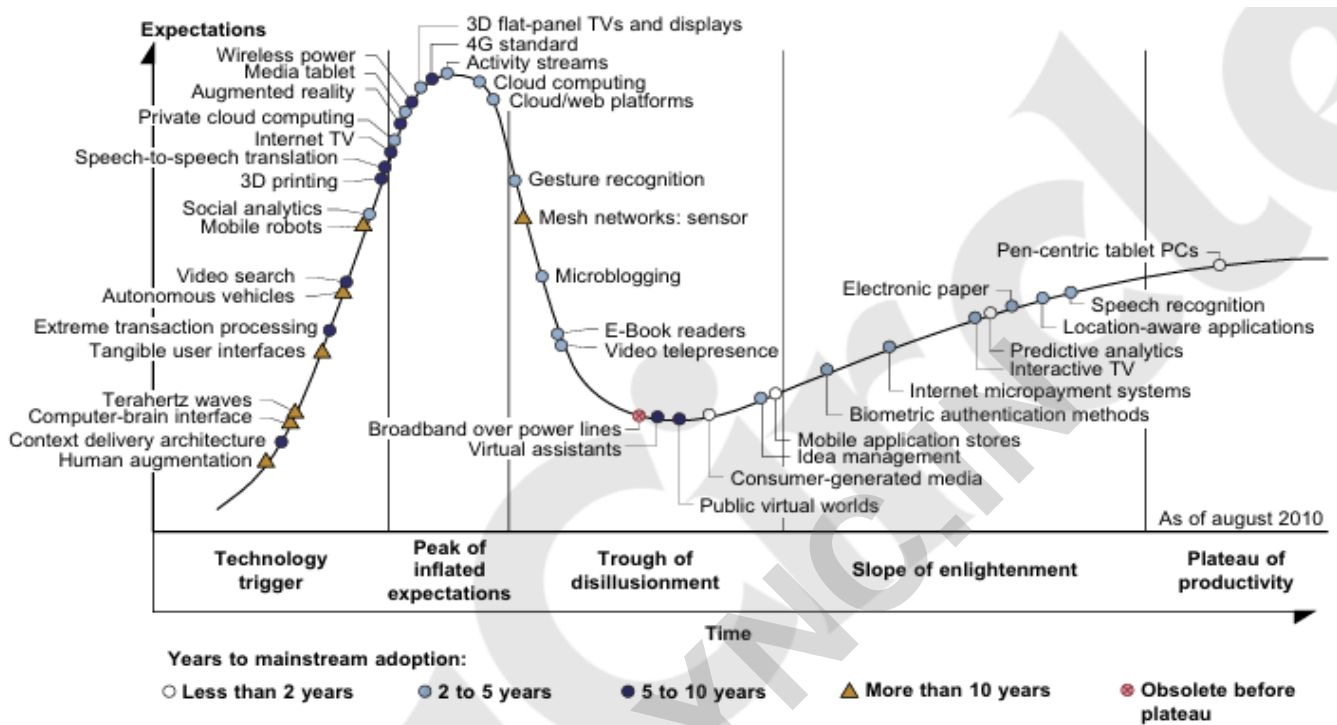 Expectations
3D flat-panel TVs and displays
4G standard
Wireless power
Activity streams
Media tablet
Cloud computing
Augmented reality
Cloud/web platforms
Private cloud computing
Internet TV
Speech-to-speech translation
3D printing
Gesture recognition
Social analytics
Mesh networks: sensor
Mobile robots
Pen-centric tablet PCs
Video search
Microblogging
Autonomous vehicles
Electronic paper
Speech recognition
Extreme transaction processing
E-Book readers
Location-aware applications
Tangible user interfaces
Video telepresence
Predictive analytics
Interactive TV
Internet micropayment systems
Terahertz waves
Biometric authentication methods
Computer-brain interface
Broadband over power lines
Context delivery architecture
Virtual assistants
Mobile application stores
Human augmentation
Idea management
Consumer-generated media
Public virtual worlds
As of august 2010
Technology
trigger
Peak of
inflated
expectations
Trough of
disillusionment
Slope of enlightenment
Plateau of
productivity
Time
Years to mainstream adoption:
Less than 2 years
2 to 5 years
5 to 10 years
More than 10 years
Obsolete before
plateau